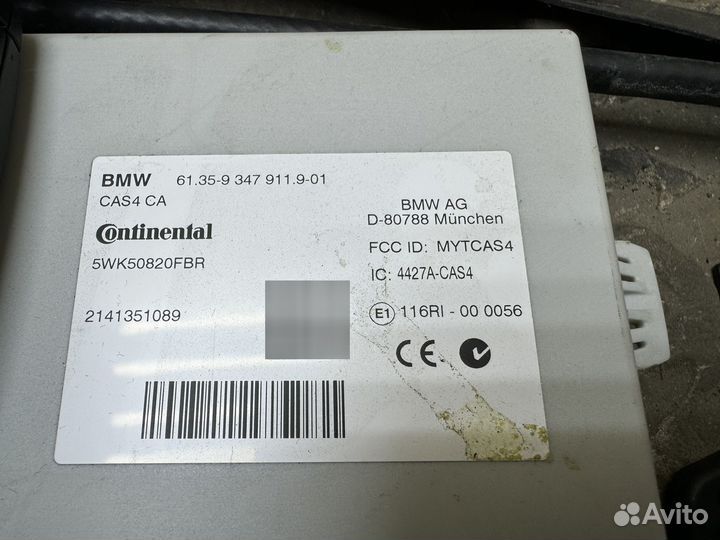 BMW 61.35-9 347 911.9-01
CAS4 CA
Continental
5WK50820FBR
2141351089
BMW AG
D-80788 München
FCC ID: MYTCAS4
IC: 4427A-CAS4
E1 116RI - 00 0056
CE
Avito